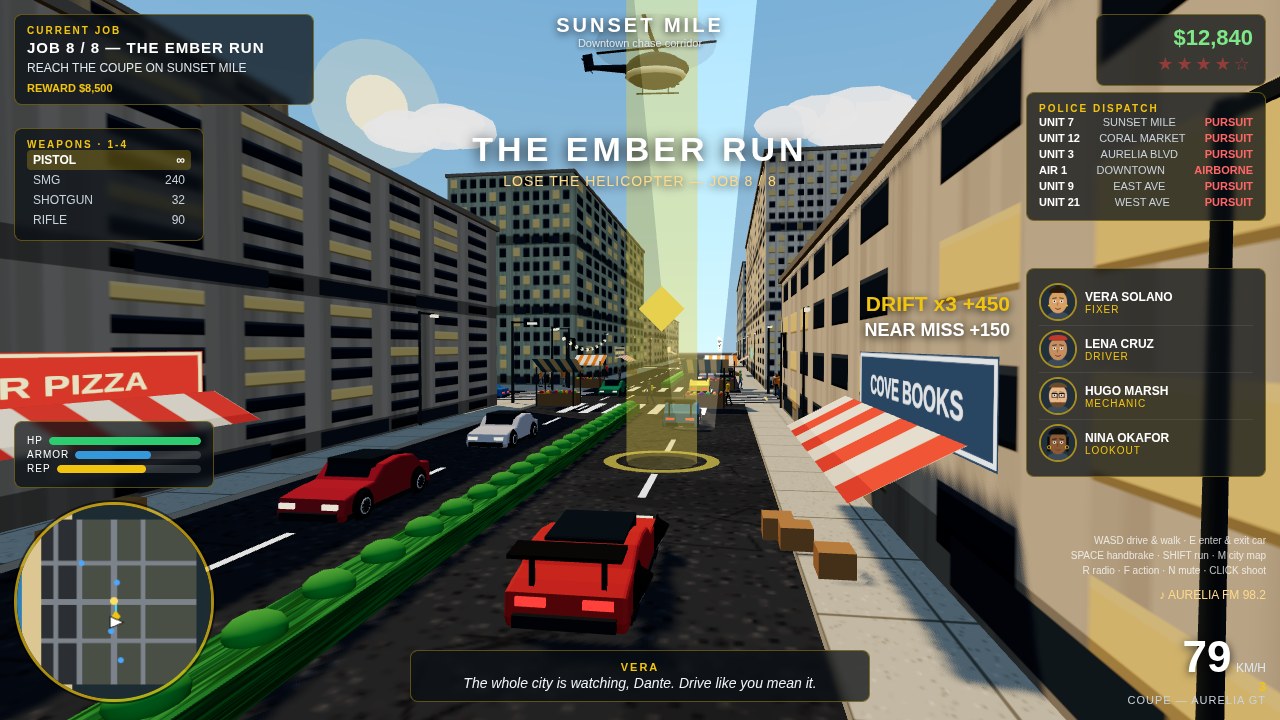 CURRENT JOB
JOB 8 / 8 — THE EMBER RUN
REACH THE COUPE ON SUNSET MILE
REWARD $8,500
WEAPONS · 1-4
PISTOL ∞
SMG 240
SHOTGUN 32
RIFLE 90
SUNSET MILE
Downtown chase corridor
THE EMBER RUN
LOSE THE HELICOPTER — JOB 8 / 8
$12,840
★★★★☆
POLICE DISPATCH
UNIT 7 SUNSET MILE PURSUIT
UNIT 12 CORAL MARKET PURSUIT
UNIT 3 AURELIA BLVD PURSUIT
AIR 1 DOWNTOWN AIRBORNE
UNIT 9 EAST AVE PURSUIT
UNIT 21 WEST AVE PURSUIT
VERA SOLANO
FIXER
LENA CRUZ
DRIVER
HUGO MARSH
MECHANIC
NINA OKAFOR
LOOKOUT
DRIFT x3 +450
NEAR MISS +150
R PIZZA
COVE BOOKS
HP
ARMOR
REP
WASD drive & walk · E enter & exit car
SPACE handbrake · SHIFT run · M city map
R radio · F action · N mute · CLICK shoot
♪ AURELIA FM 98.2
79 KM/H
COUPE — AURELIA GT
VERA
The whole city is watching, Dante. Drive like you mean it.